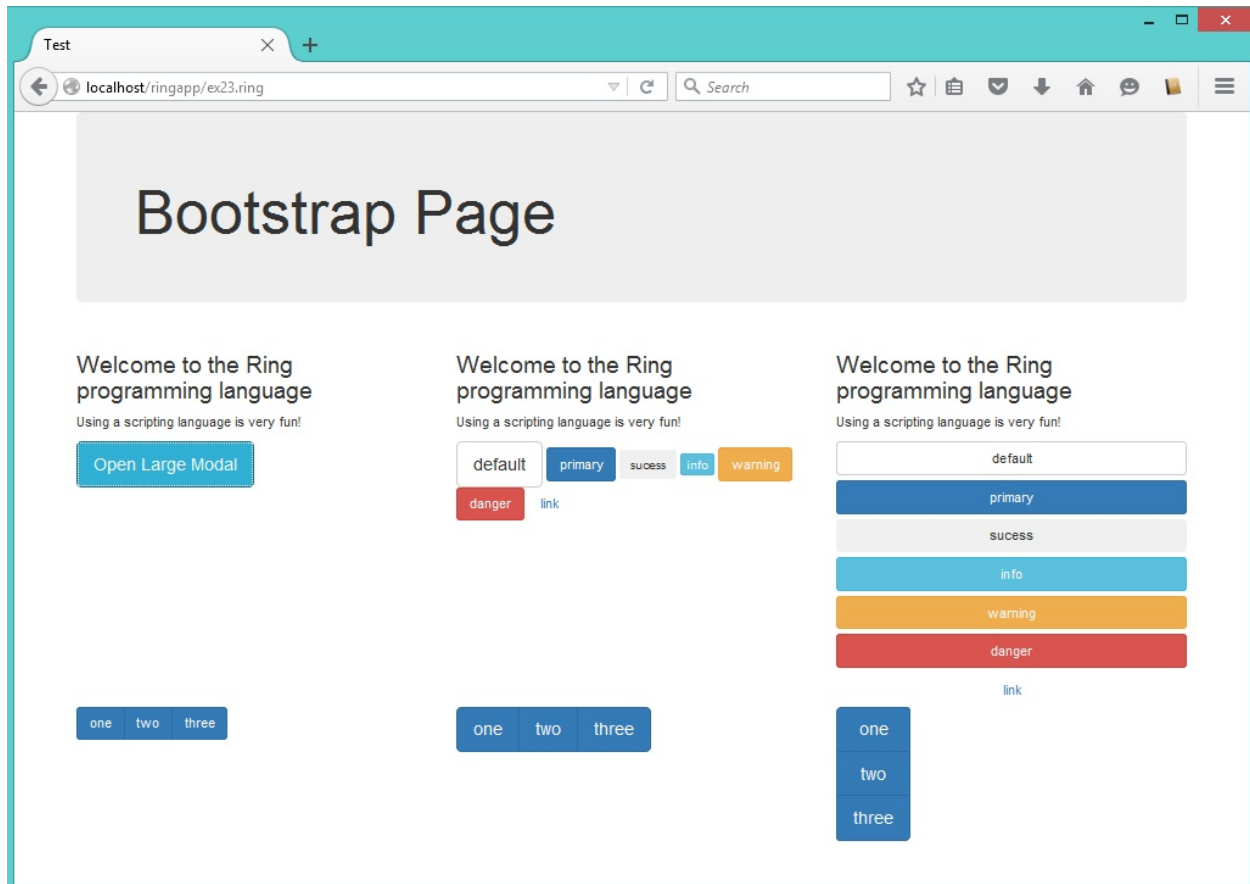 Test
localhost/ringapp/ex23.ring
Search
Bootstrap Page
Welcome to the Ring
programming language
Using a scripting language is very fun!
Open Large Modal
Welcome to the Ring
programming language
Using a scripting language is very fun!
default primary sucess info warning
danger link
Welcome to the Ring
programming language
Using a scripting language is very fun!
default
primary
sucess
info
warning
danger
link
one two three
one two three
one
two
three